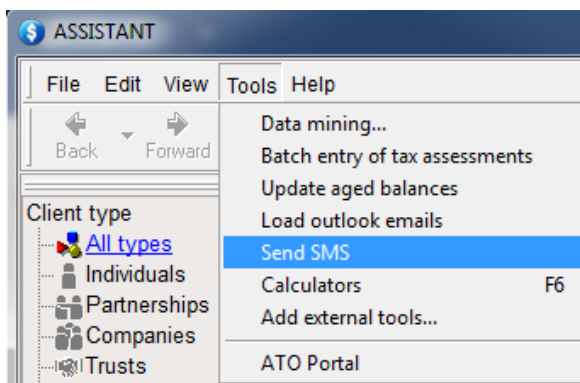 ASSISTANT
File Edit View Tools Help
Back Forward
Data mining...
Batch entry of tax assessments
Update aged balances
Load outlook emails
Send SMS
Calculators F6
Add external tools...
ATO Portal
Client type
All types
Individuals
Partnerships
Companies
Trusts